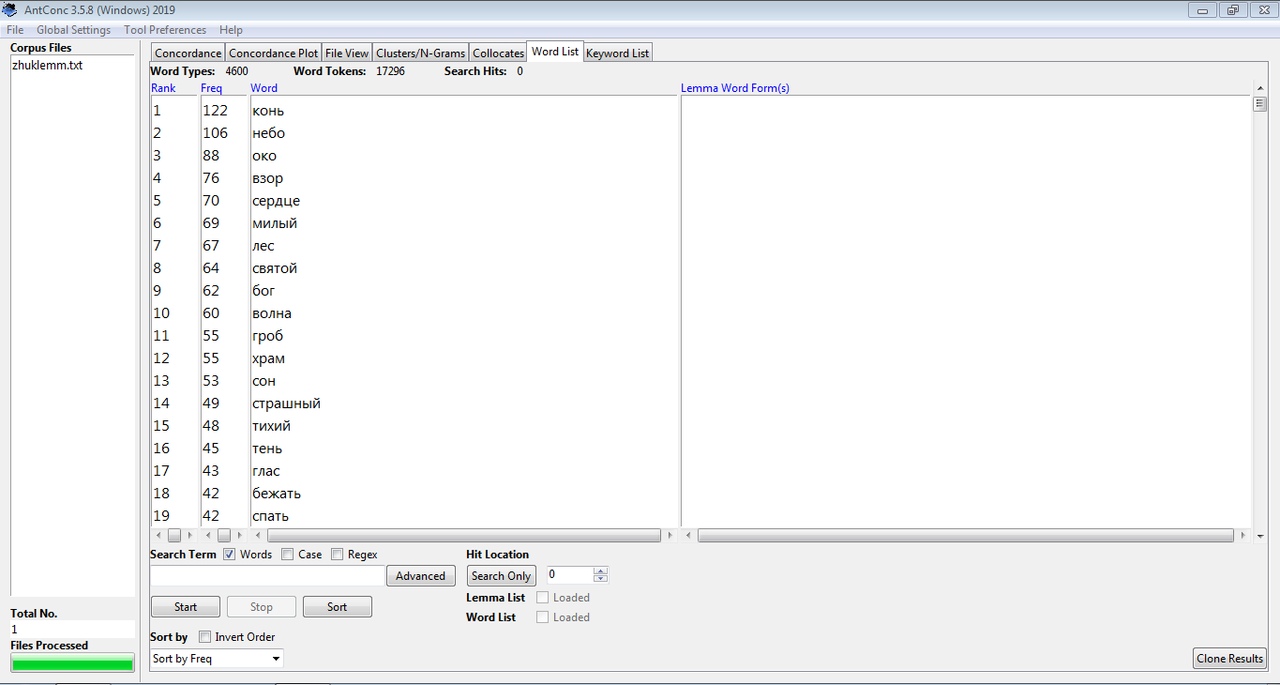 AntConc 3.5.8 (Windows) 2019
File Global Settings Tool Preferences Help
Corpus Files
zhuklemm.txt
Total No.
1
Files Processed
Concordance Concordance Plot File View Clusters/N-Grams Collocates Word List Keyword List
Word Types: 4600 Word Tokens: 17296 Search Hits: 0
Rank Freq Word Lemma Word Form(s)
1 122 конь
2 106 небо
3 88 око
4 76 взор
5 70 сердце
6 69 милый
7 67 лес
8 64 святой
9 62 бог
10 60 волна
11 55 гроб
12 55 храм
13 53 сон
14 49 страшный
15 48 тихий
16 45 тень
17 43 глас
18 42 бежать
19 42 спать
Search Term Words Case Regex Hit Location
Advanced Search Only 0
Start Stop Sort Lemma List Loaded
Word List Loaded
Sort by Invert Order
Sort by Freq Clone Results